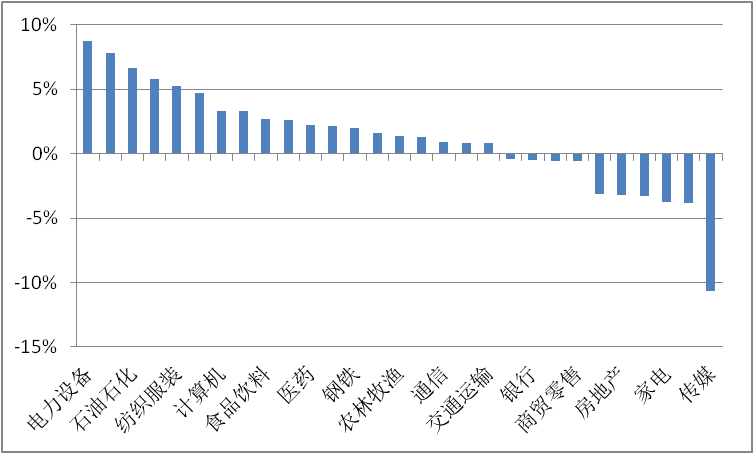 10%
5%
0%
-5%
-10%
-15%
电力设备
石油石化
纺织服装
计算机
食品饮料
医药
钢铁
农林牧渔
通信
交通运输
银行
商贸零售
房地产
家电
传媒